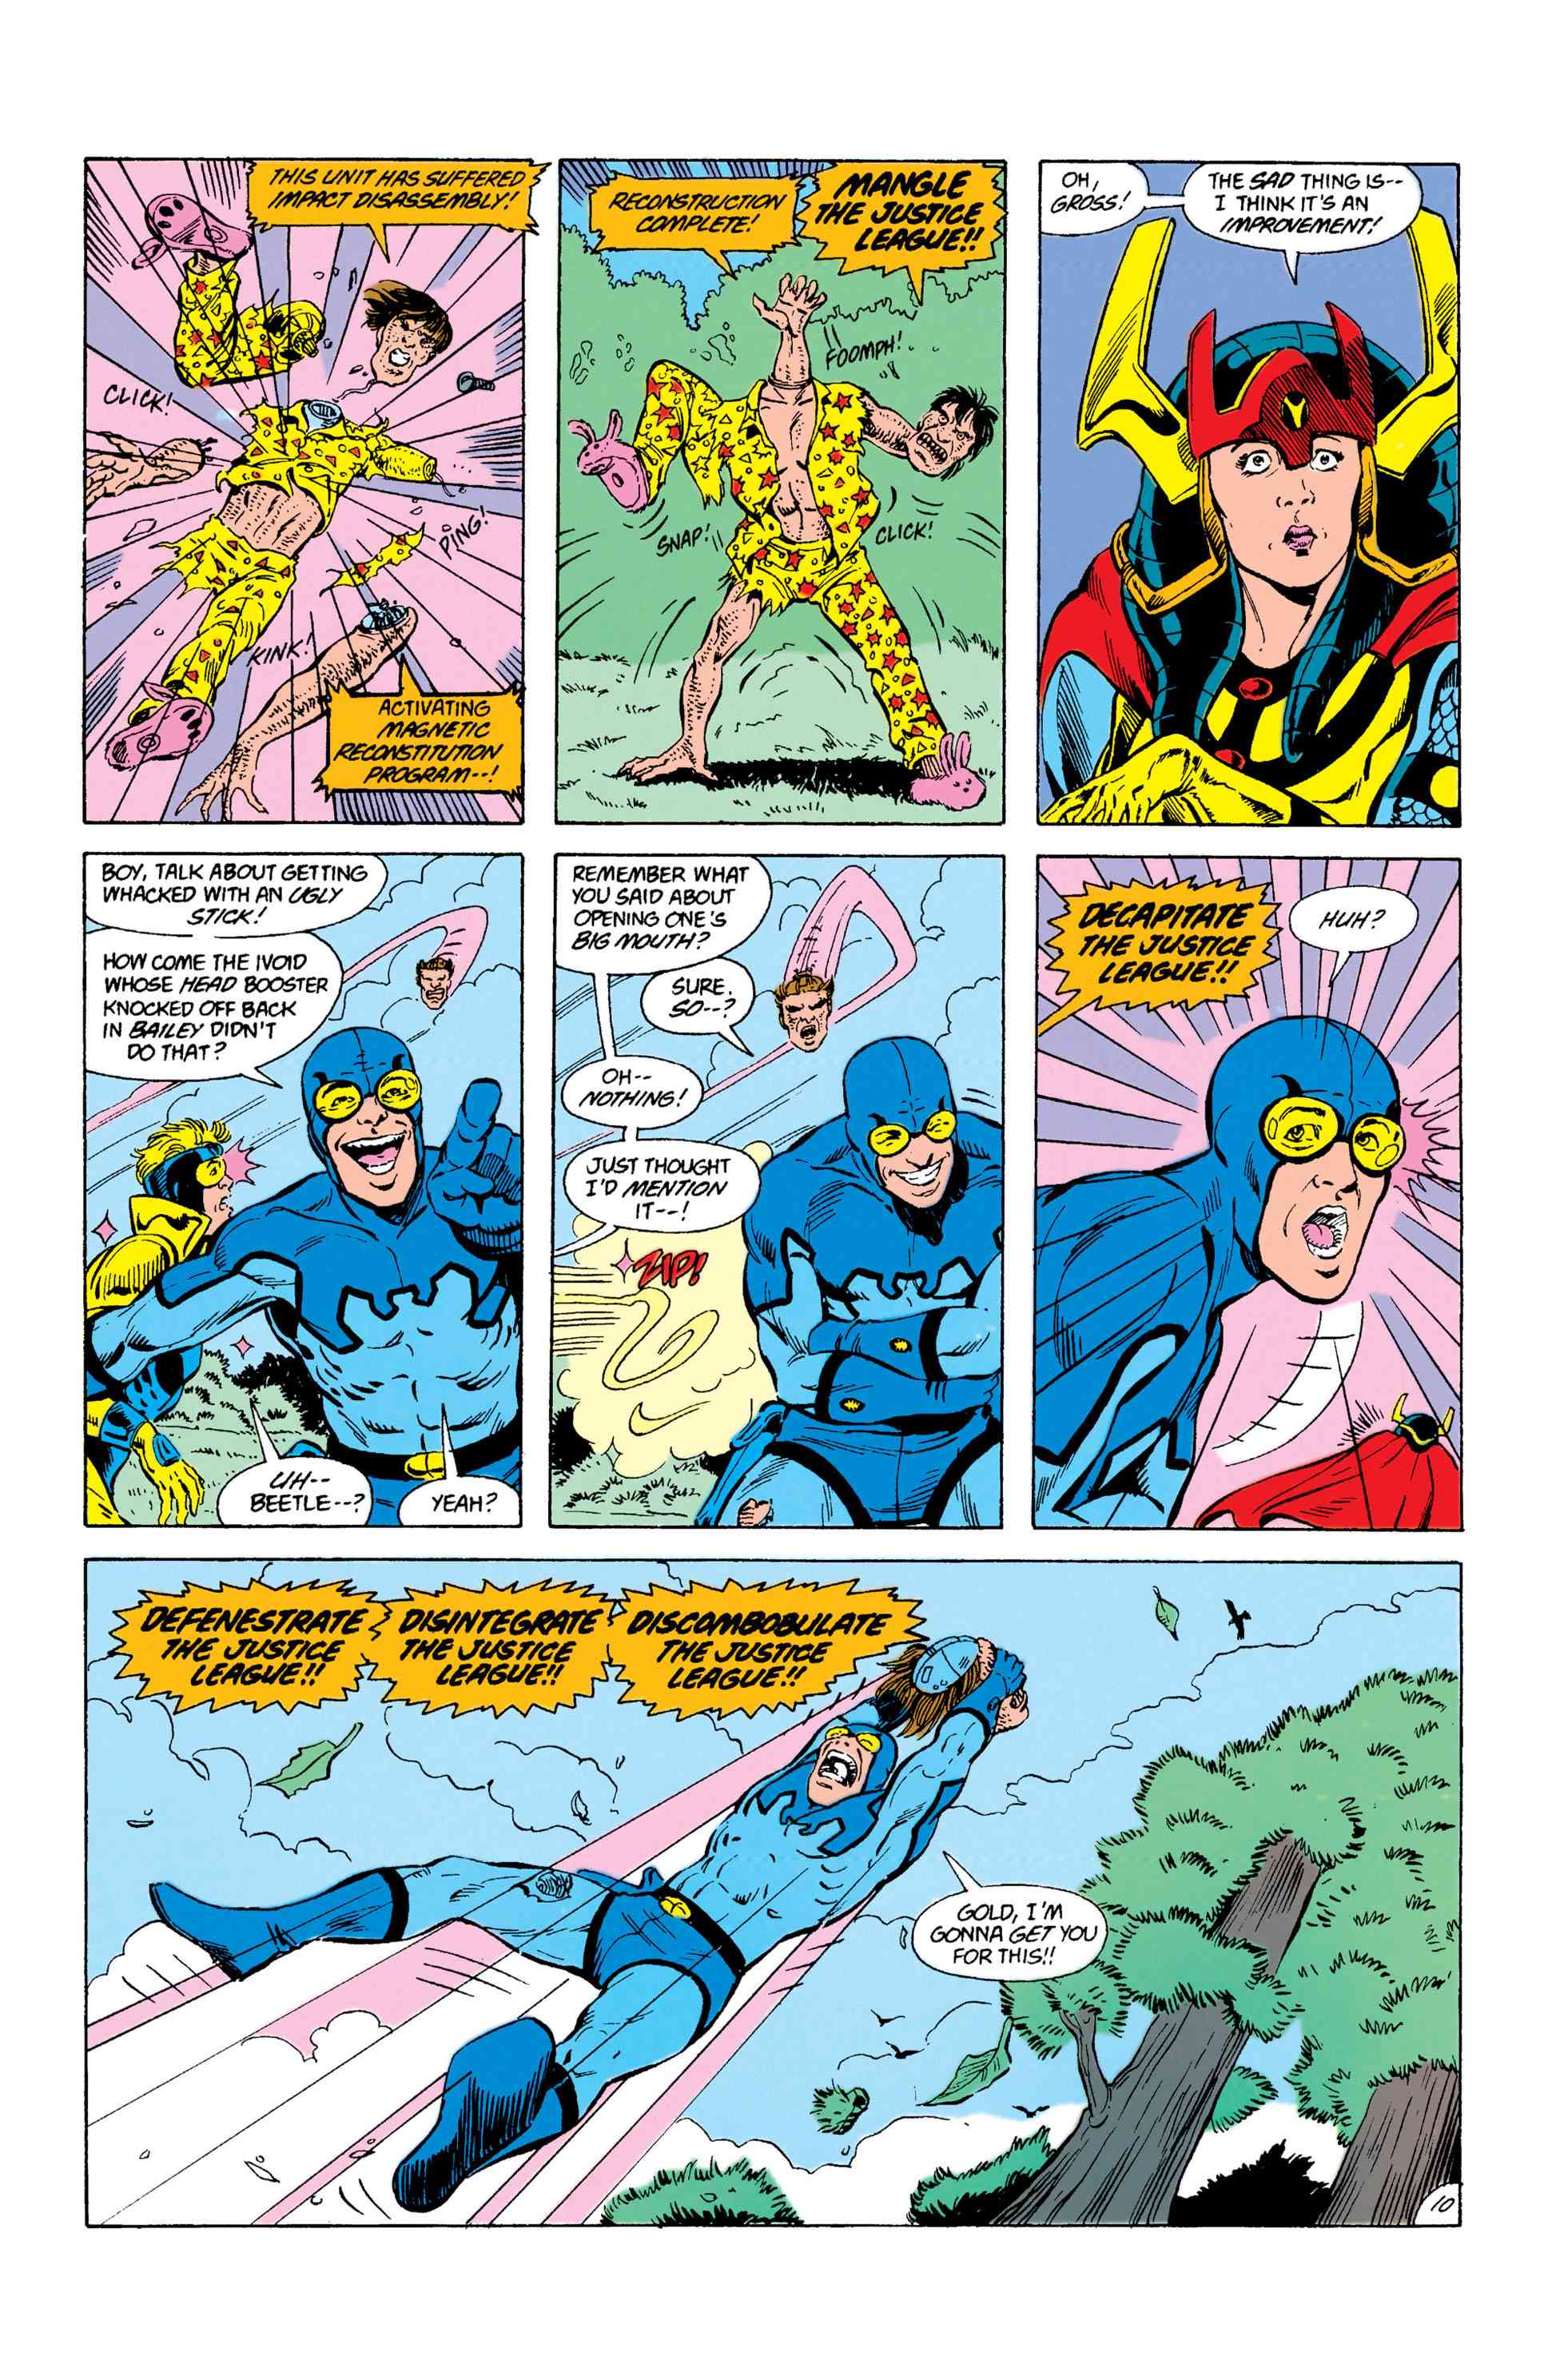 THIS UNIT HAS SUFFERED
IMPACT DISASSEMBLY!
CLICK!
PING!
KINK!
ACTIVATING
MAGNETIC
RECONSTITUTION
PROGRAM--!
RECONSTRUCTION
COMPLETE!
MANGLE
THE JUSTICE
LEAGUE!!
FOOMPH!
SNAP!
CLICK!
OH,
GROSS!
THE SAD THING IS--
I THINK IT'S AN
IMPROVEMENT!
BOY, TALK ABOUT GETTING
WHACKED WITH AN UGLY
STICK!
HOW COME THE IVOID
WHOSE HEAD BOOSTER
KNOCKED OFF BACK
IN BAILEY DIDN'T
DO THAT?
UH--
BEETLE--?
YEAH?
REMEMBER WHAT
YOU SAID ABOUT
OPENING ONE'S
BIG MOUTH?
SURE.
SO--?
OH--
NOTHING!
JUST THOUGHT
I'D MENTION
IT--!
ZIP!
DECAPITATE
THE JUSTICE
LEAGUE!!
HUH?
DEFENESTRATE
THE JUSTICE
LEAGUE!!
DISINTEGRATE
THE JUSTICE
LEAGUE!!
DISCOMBOBULATE
THE JUSTICE
LEAGUE!!
GOLD, I'M
GONNA GET YOU
FOR THIS!!
10